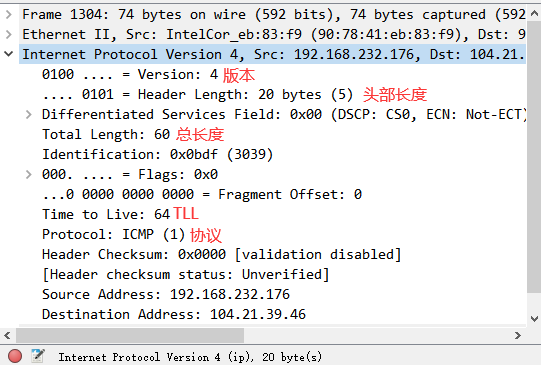 Frame 1304: 74 bytes on wire (592 bits), 74 bytes captured (592
Ethernet II, Src: IntelCor_eb:83:f9 (90:78:41:eb:83:f9), Dst: 9
Internet Protocol Version 4, Src: 192.168.232.176, Dst: 104.21.
0100 .... = Version: 4 版本
.... 0101 = Header Length: 20 bytes (5) 头部长度
Differentiated Services Field: 0x00 (DSCP: CS0, ECN: Not-ECT)
Total Length: 60 总长度
Identification: 0x0bdf (3039)
000. .... = Flags: 0x0
...0 0000 0000 0000 = Fragment Offset: 0
Time to Live: 64 TLL
Protocol: ICMP (1) 协议
Header Checksum: 0x0000 [validation disabled]
[Header checksum status: Unverified]
Source Address: 192.168.232.176
Destination Address: 104.21.39.46
Internet Protocol Version 4 (ip), 20 byte(s)